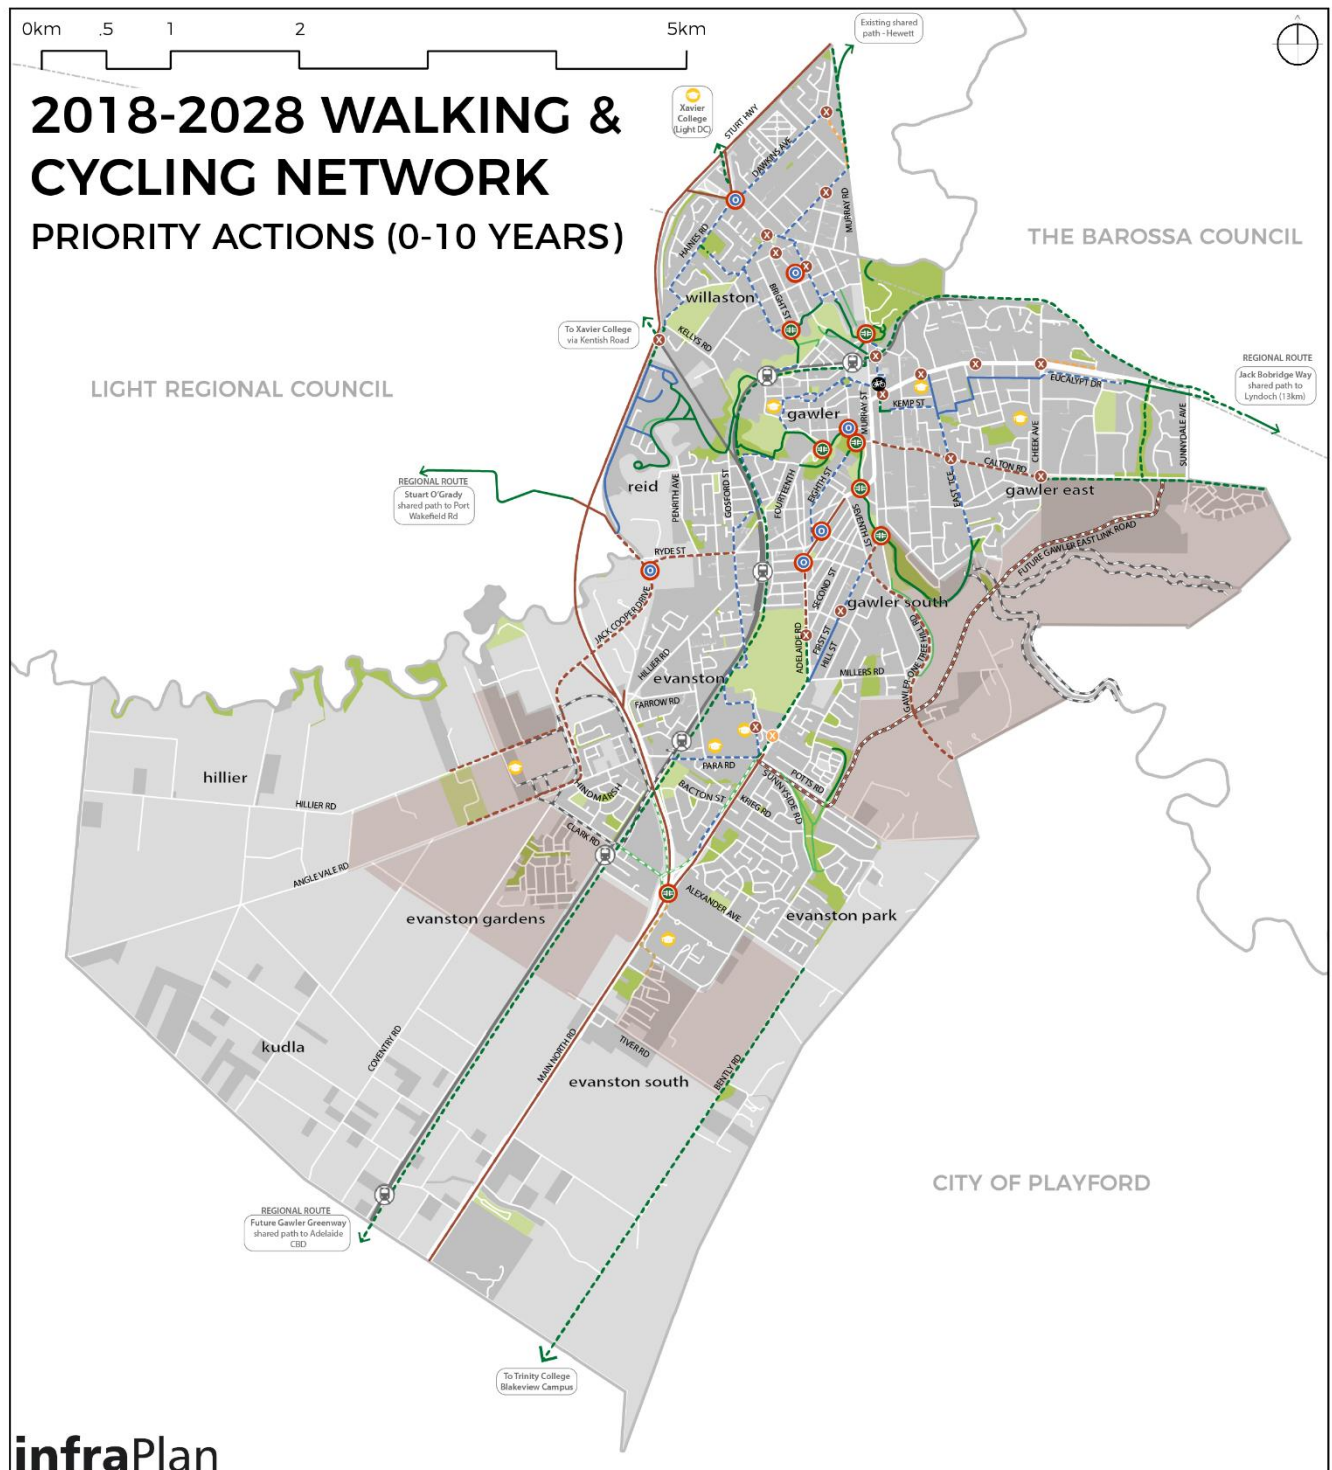 0km .5 1 2 5km
2018-2028 WALKING &
CYCLING NETWORK
PRIORITY ACTIONS (0-10 YEARS)
Existing shared
path - Hewett
Xavier
College
(Light DC)
STURT HWY
DAWKINS AVE
MURRAY RD
HAINES RD
THE BAROSSA COUNCIL
willaston
BRIGHT ST
To Xavier College
via Kentish Road
KELLYS RD
LIGHT REGIONAL COUNCIL
REGIONAL ROUTE
Jack Bobridge Way
shared path to
Lyndoch (13km)
EUCALYPT DR
KEMP ST
gawler
MURRAY ST
CHEEK AVE
SUNNYDALE AVE
CALTON RD
gawler east
EAST TCE
REGIONAL ROUTE
Stuart O'Grady
shared path to Port
Wakefield Rd
reid
PENRITH AVE
GOSFORD ST
FOURTEENTH
EIGHTH ST
SEVENTH ST
RYDE ST
FUTURE GAWLER EAST LINK ROAD
SECOND ST
gawler south
JACK COOPER DRIVE
ADELAIDE RD
FIRST ST
HILL ST
GAWLER-ONE TREE HILL RD
HILLIER RD
evanston
MILLERS RD
FARROW RD
PARA RD
hillier
HINDMARSH
BACTON ST
KRIEG RD
SUNNYSIDE RD
POTTS RD
HILLIER RD
CLARK RD
ANGLE VALE RD
evanston gardens
ALEXANDER AVE
evanston park
kudla
COVENTRY RD
MAIN NORTH RD
TIVER RD
evanston south
BENTLY RD
CITY OF PLAYFORD
REGIONAL ROUTE
Future Gawler Greenway
shared path to Adelaide
CBD
To Trinity College
Blakeview Campus
infraPlan